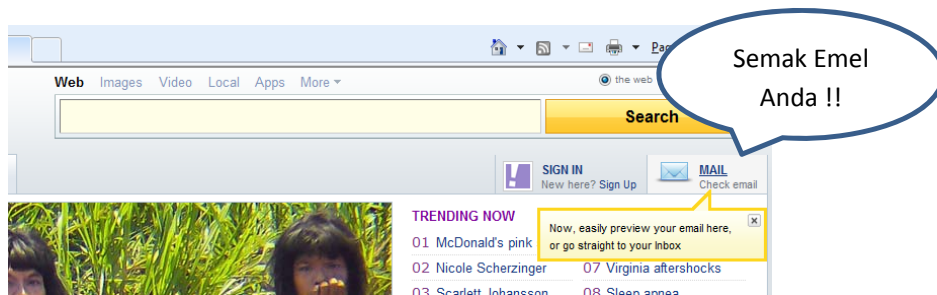 Semak Emel
Anda !!
Web Images Video Local Apps More
the web
Search
SIGN IN
New here? Sign Up
MAIL
Check email
TRENDING NOW
Now, easily preview your email here,
or go straight to your Inbox
01 McDonald's pink
02 Nicole Scherzinger
07 Virginia aftershocks
03 Scarlett Johansson
08 Sleep apnea